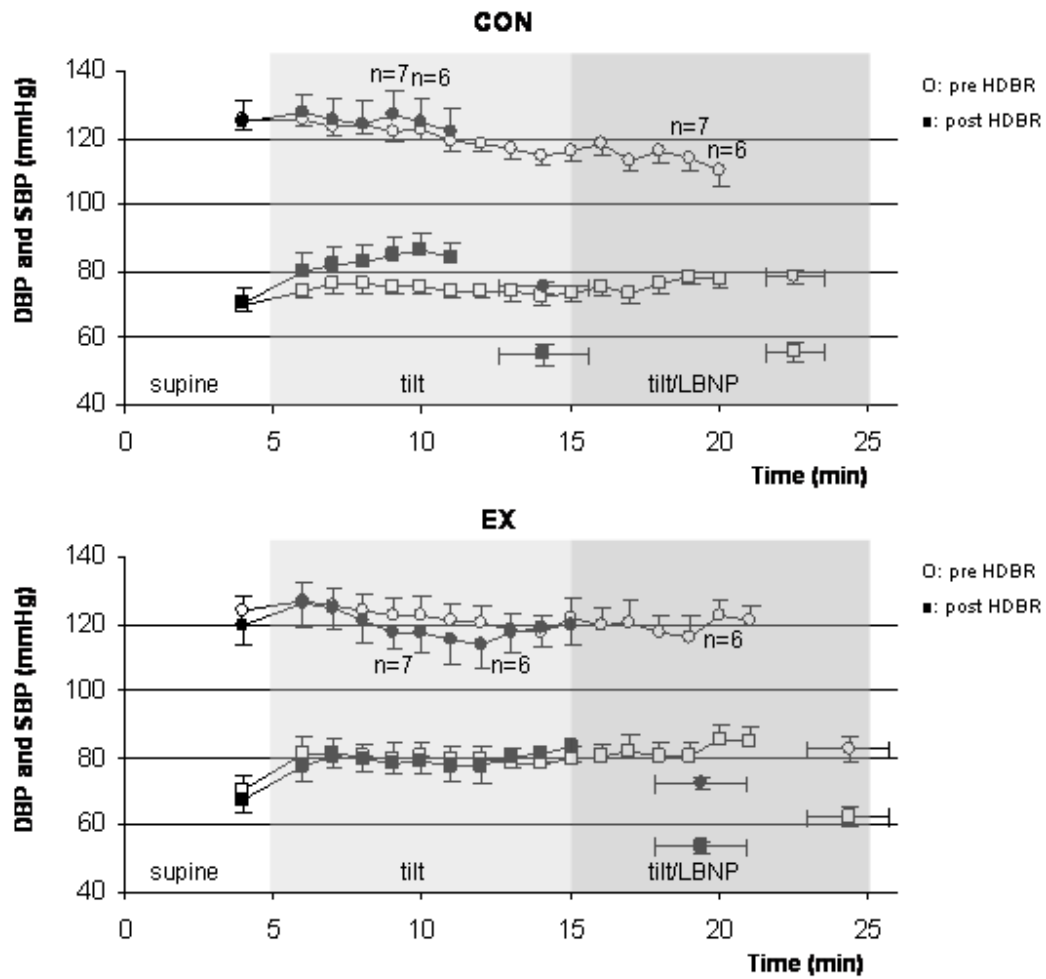 CON
DBP and SBP (mmHg)
140
120
100
80
60
40
n=7 n=6
n=7
n=6
O: pre HDBR
■: post HDBR
supine tilt tilt/LBNP
0 5 10 15 20 25
Time (min)
EX
DBP and SBP (mmHg)
140
120
100
80
60
40
n=7 n=6 n=6
O: pre HDBR
■: post HDBR
supine tilt tilt/LBNP
0 5 10 15 20 25
Time (min)